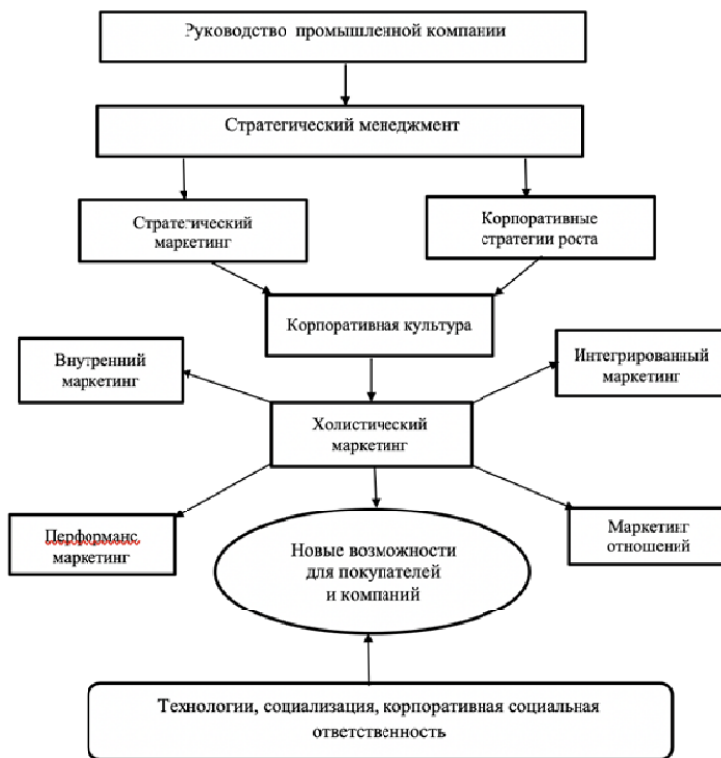 Руководство промышленной компании
Стратегический менеджмент
Стратегический
маркетинг
Корпоративные
стратегии роста
Корпоративная культура
Внутренний
маркетинг
Интегрированный
маркетинг
Холистический
маркетинг
Перформанс
маркетинг
Маркетинг
отношений
Новые возможности
для покупателей
и компаний
Технологии, социализация, корпоративная социальная
ответственность